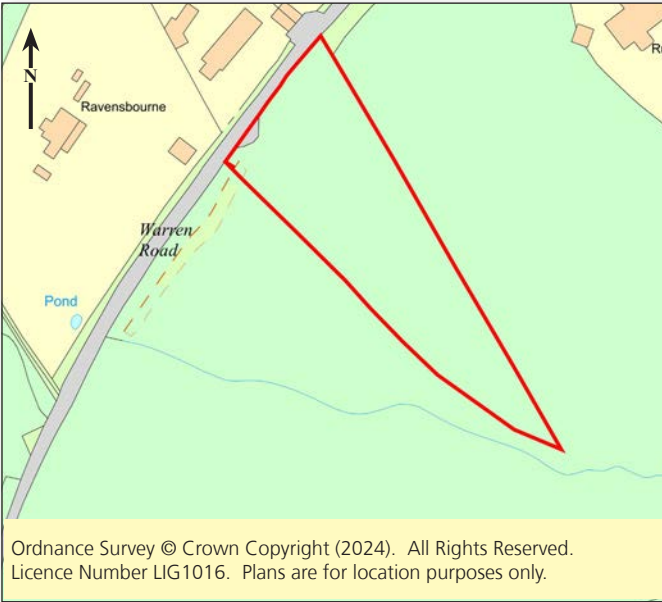 N
Ravensbourne
Warren
Road
Pond
Ordnance Survey © Crown Copyright (2024). All Rights Reserved.
Licence Number LIG1016. Plans are for location purposes only.